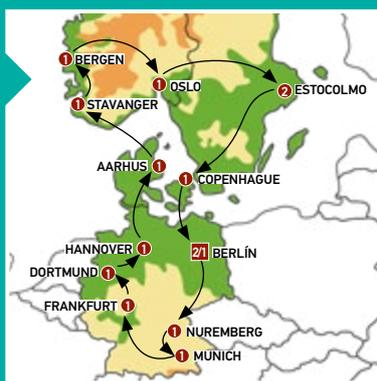 1 BERGEN
1 OSLO
2 ESTOCOLMO
1 STAVANGER
AARHUS 1
1 COPENHAGUE
HANNOVER 1
2/1 BERLÍN
DORTMUND 1
FRANKFURT 1
1 NUREMBERG
1 MUNICH